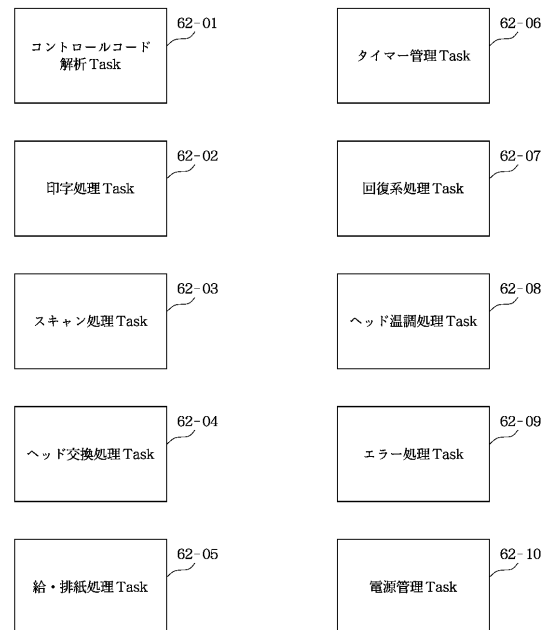 62-01
コントロールコード
解析Task
62-06
タイマー管理Task
62-02
印字処理Task
62-07
回復系処理Task
62-03
スキャン処理Task
62-08
ヘッド温調処理Task
62-04
ヘッド交換処理Task
62-09
エラー処理Task
62-05
給・排紙処理Task
62-10
電源管理Task